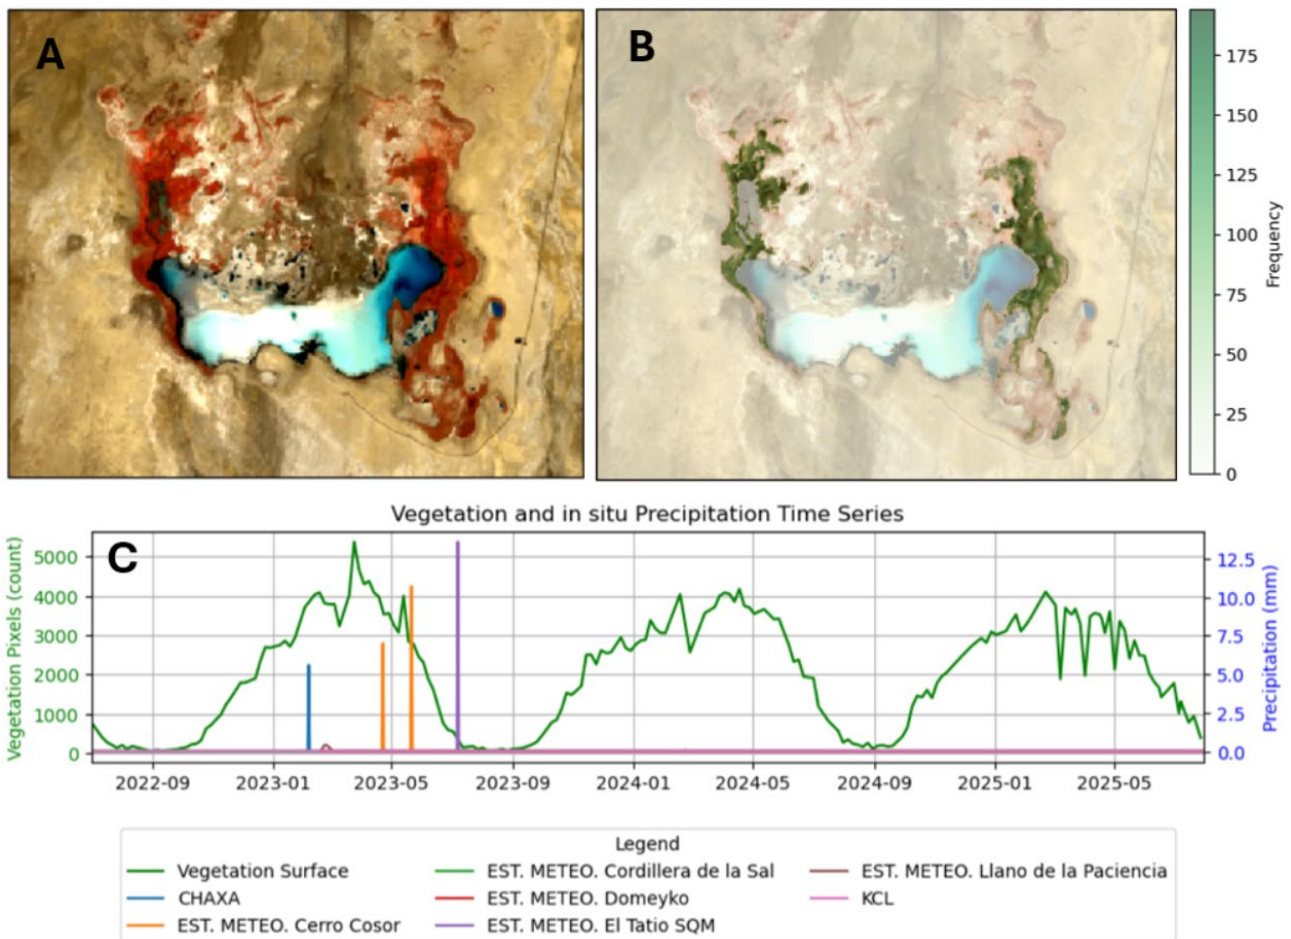 A
B
175
150
125
100
75
50
25
0
Frequency
Vegetation and in situ Precipitation Time Series
C
Vegetation Pixels (count)
5000
4000
3000
2000
1000
0
12.5
10.0
7.5
5.0
2.5
0.0
Precipitation (mm)
2022-09 2023-01 2023-05 2023-09 2024-01 2024-05 2024-09 2025-01 2025-05
Legend
Vegetation Surface EST. METEO. Cordillera de la Sal EST. METEO. Llano de la Paciencia
CHAXA EST. METEO. Domeyko KCL
EST. METEO. Cerro Cosor EST. METEO. El Tatio SQM